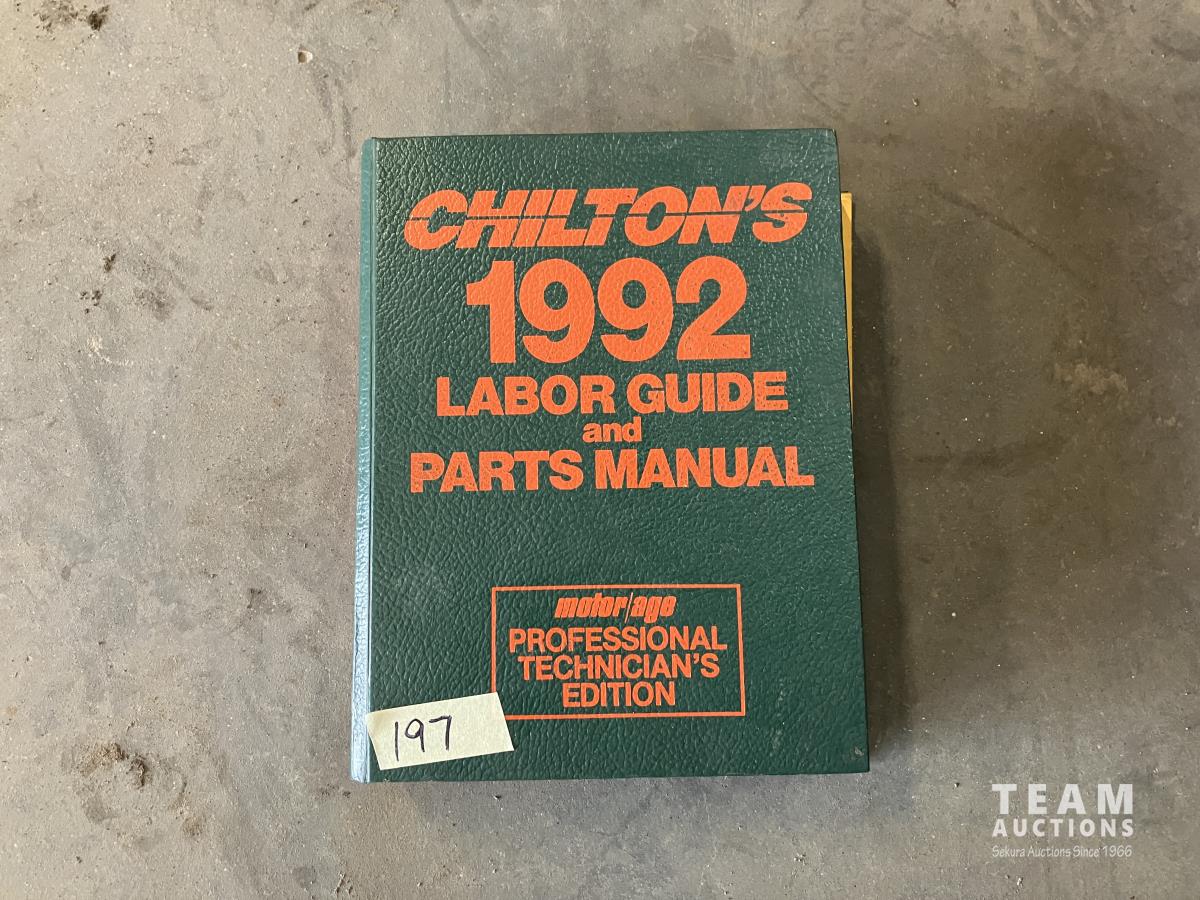 CHILTON'S
1992
LABOR GUIDE
and
PARTS MANUAL
motor/age
PROFESSIONAL
TECHNICIAN'S
EDITION
197
TEAM
AUCTIONS
Sekura Auctions Since 1966